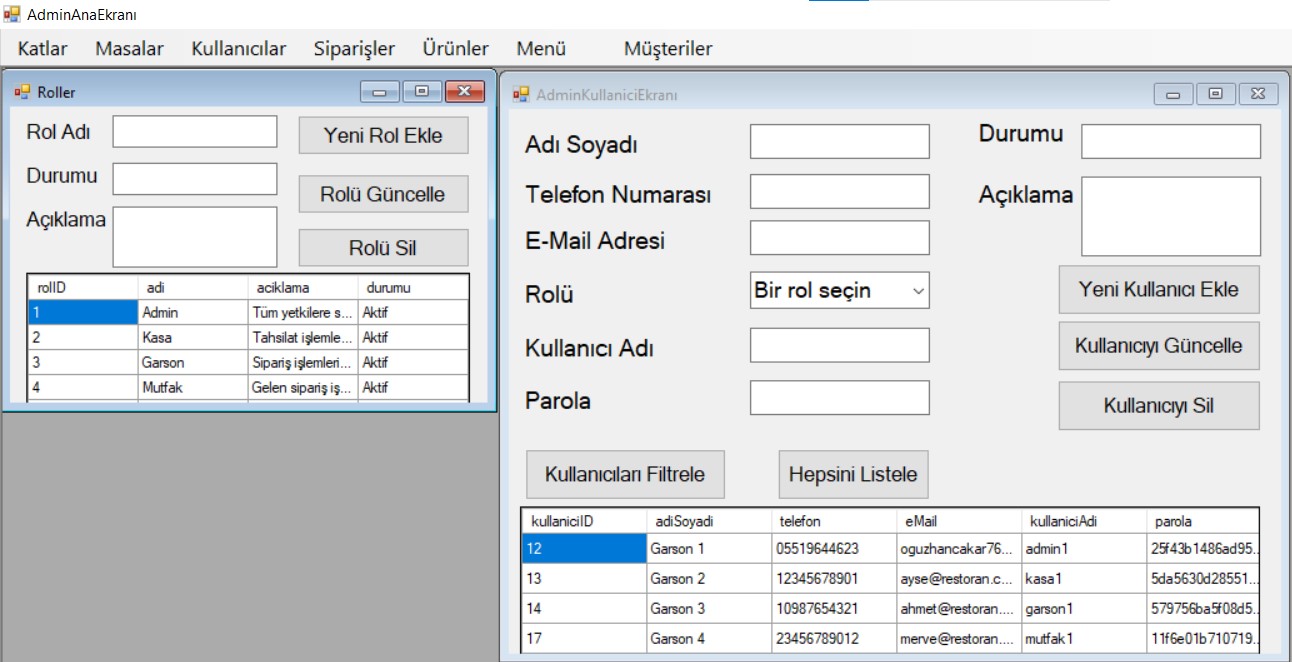 AdminAnaEkranı
Katlar Masalar Kullanıcılar Siparişler Ürünler Menü Müşteriler
Roller
Rol Adı
Yeni Rol Ekle
Durumu
Rolü Güncelle
Açıklama
Rolü Sil
rolID adi aciklama durumu
1 Admin Tüm yetkilere s... Aktif
2 Kasa Tahsilat işlemle... Aktif
3 Garson Sipariş işlemleri... Aktif
4 Mutfak Gelen sipariş iş... Aktif
AdminKullaniciEkranı
Adı Soyadı
Durumu
Telefon Numarası
Açıklama
E-Mail Adresi
Rolü Bir rol seçin
Yeni Kullanıcı Ekle
Kullanıcı Adı
Kullanıcıyı Güncelle
Parola
Kullanıcıyı Sil
Kullanıcıları Filtrele Hepsini Listele
kullaniciID adiSoyadi telefon eMail kullaniciAdi parola
12 Garson 1 05519644623 oguzhancakar76... admin1 25f43b1486ad95...
13 Garson 2 12345678901 ayse@restoran.c... kasa1 5da5630d28551...
14 Garson 3 10987654321 ahmet@restoran.... garson1 579756ba5f08d5...
17 Garson 4 23456789012 merve@restoran.... mutfak1 11f6e01b710719...